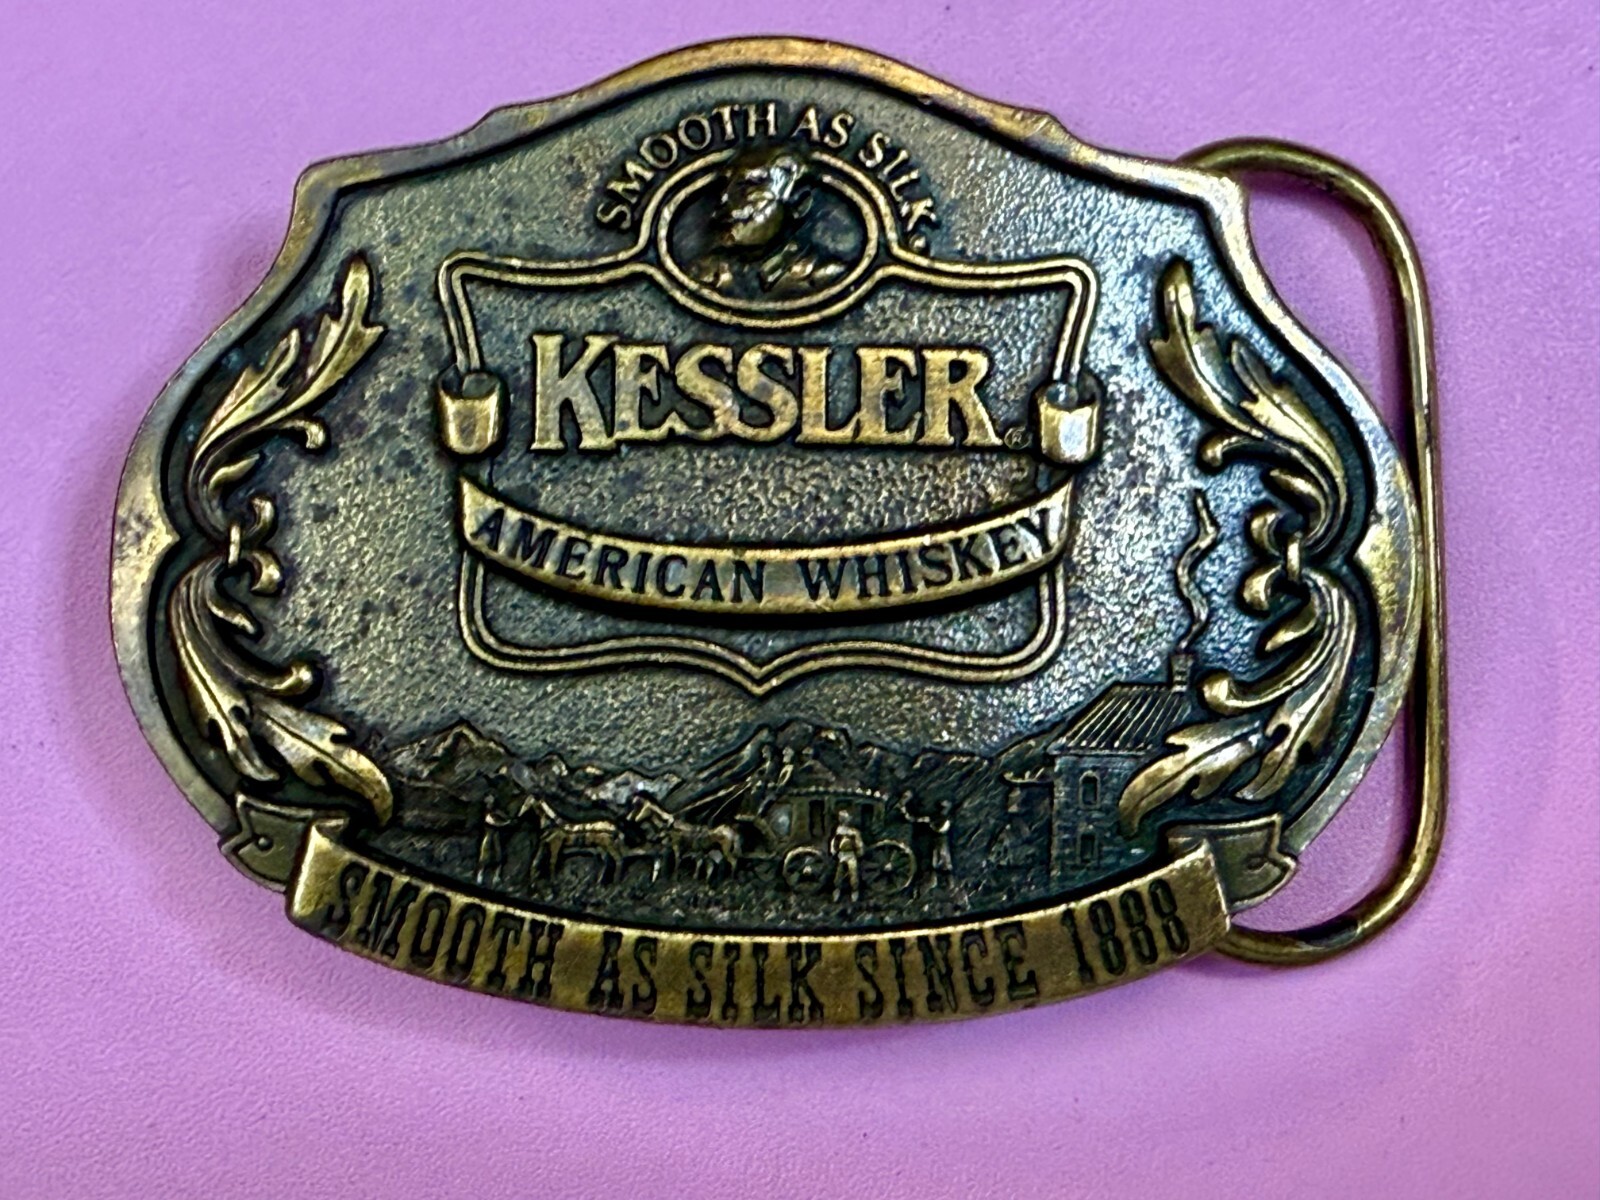 SMOOTH AS SILK.
KESSLER®
AMERICAN WHISKEY
SMOOTH AS SILK SINCE 1888